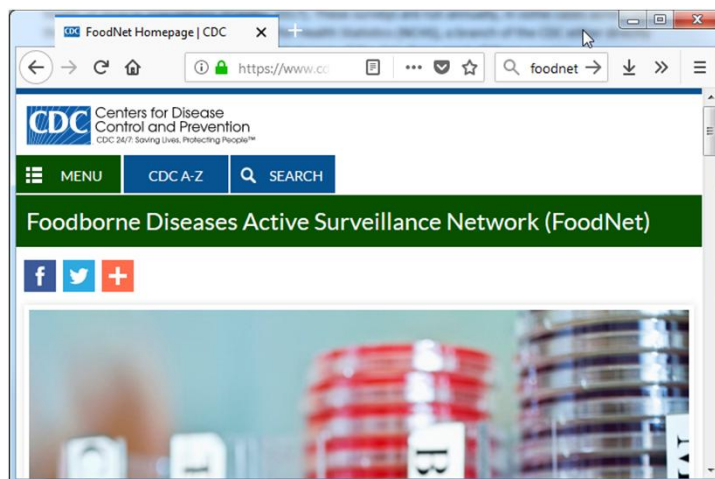 FoodNet Homepage | CDC
https://www.cd
foodnet
CDC
Centers for Disease
Control and Prevention
CDC 24/7: Saving Lives, Protecting People™
MENU
CDC A-Z
SEARCH
Foodborne Diseases Active Surveillance Network (FoodNet)
f
B